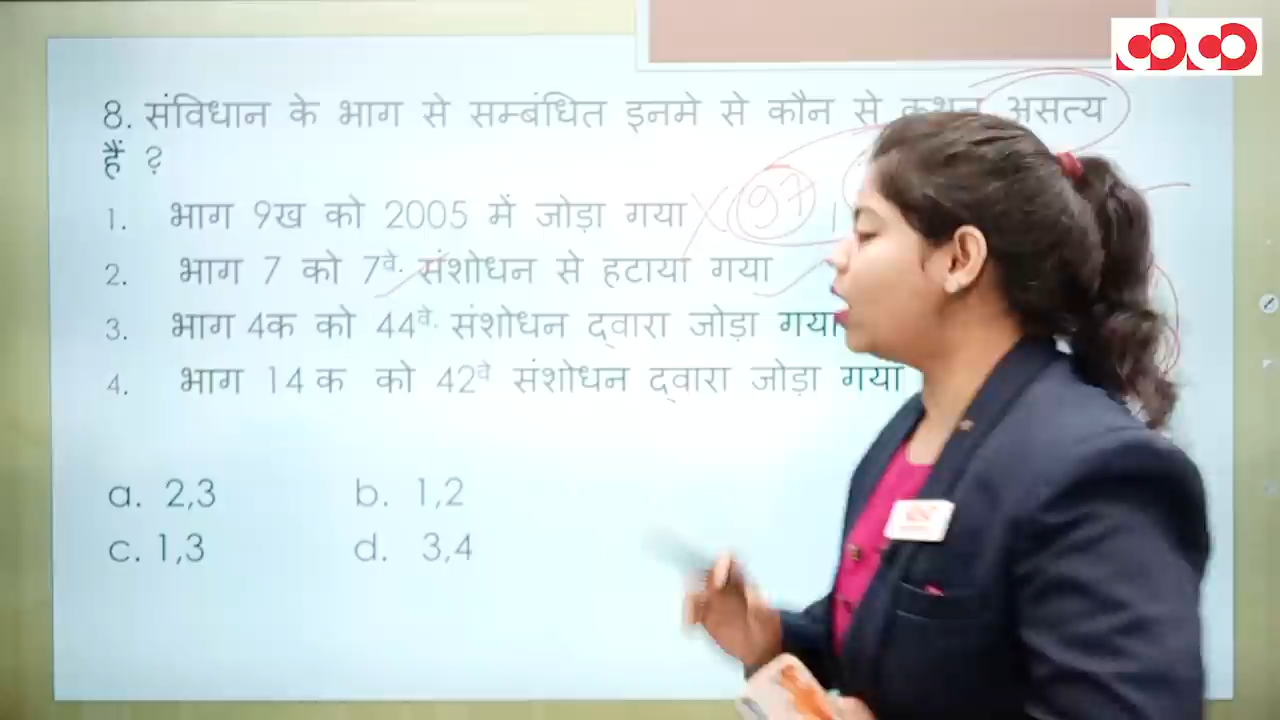 8. संविधान के भाग से सम्बंधित इनमे से कौन से कथन असत्य
हैं ?
1. भाग 9ख को 2005 में जोड़ा गया
97
2. भाग 7 को 7वे. संशोधन से हटाया गया
3. भाग 4क को 44वे. संशोधन द्वारा जोड़ा गया
4. भाग 14 क को 42वे संशोधन द्वारा जोड़ा गया
a. 2,3 b. 1,2
c. 1,3 d. 3,4